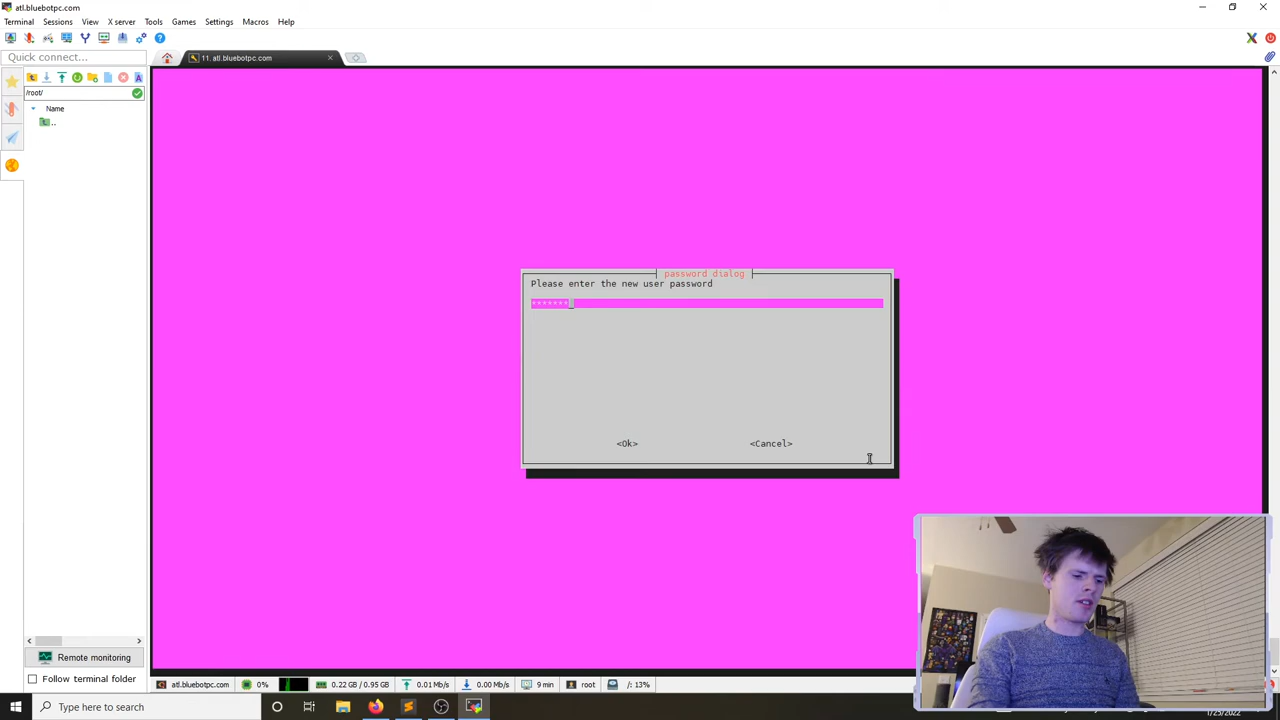 atl.bluebotpc.com
Terminal Sessions View X server Tools Games Settings Macros Help
Quick connect...
11. atl.bluebotpc.com
/root/
Name
..
password dialog
Please enter the new user password
*******
<Ok> <Cancel>
Remote monitoring
Follow terminal folder
atl.bluebotpc.com 0% 0.22 GB / 0.95 GB 0.01 Mb/s 0.00 Mb/s 9 min root /: 13%
Type here to search
1/25/2022